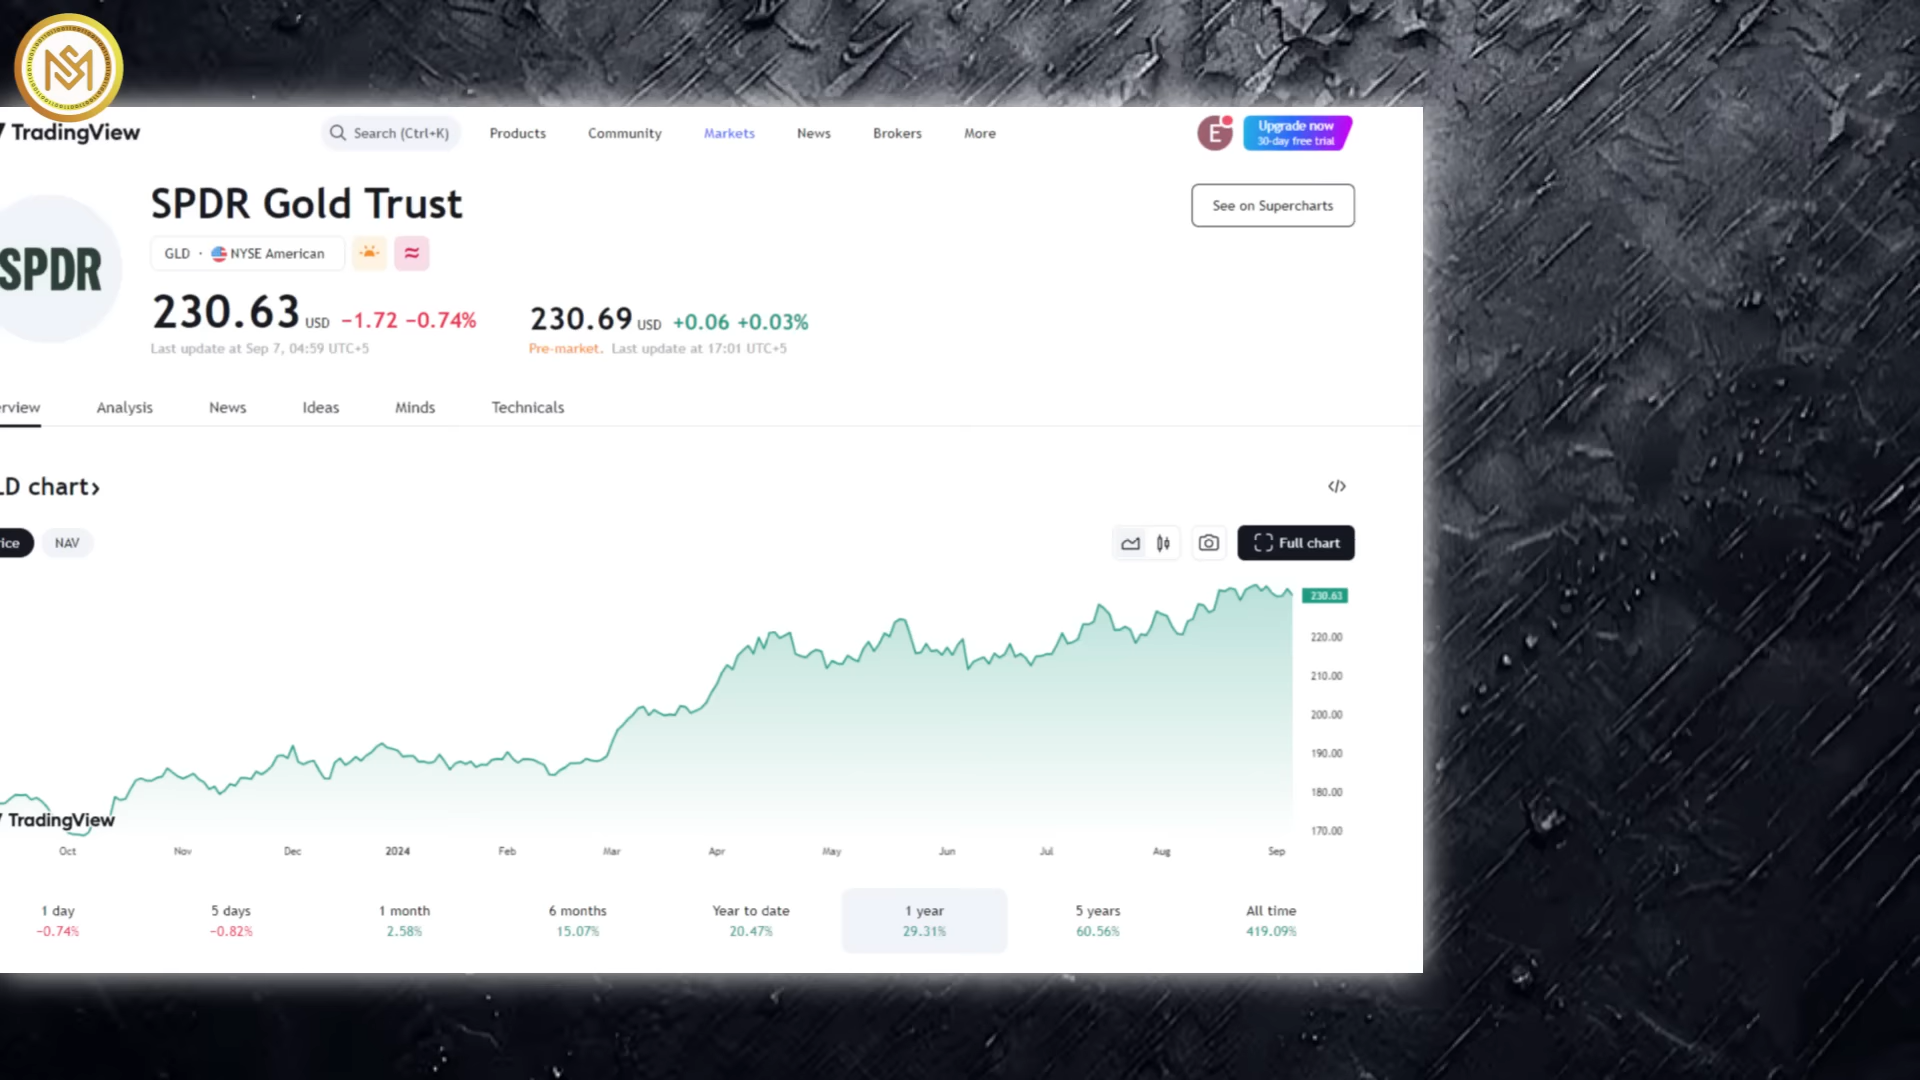 TradingView
Search (Ctrl+K)
Products
Community
Markets
News
Brokers
More
E
Upgrade now
30-day free trial
SPDR
SPDR Gold Trust
See on Supercharts
GLD · NYSE American
230.63 USD −1.72 −0.74%
Last update at Sep 7, 04:59 UTC+5
230.69 USD +0.06 +0.03%
Pre-market. Last update at 17:01 UTC+5
rview
Analysis
News
Ideas
Minds
Technicals
LD chart›
</>
ice
NAV
Full chart
230.63
220.00
210.00
200.00
190.00
180.00
170.00
TradingView
Oct
Nov
Dec
2024
Feb
Mar
Apr
May
Jun
Jul
Aug
Sep
1 day
−0.74%
5 days
−0.82%
1 month
2.58%
6 months
15.07%
Year to date
20.47%
1 year
29.31%
5 years
60.56%
All time
419.09%